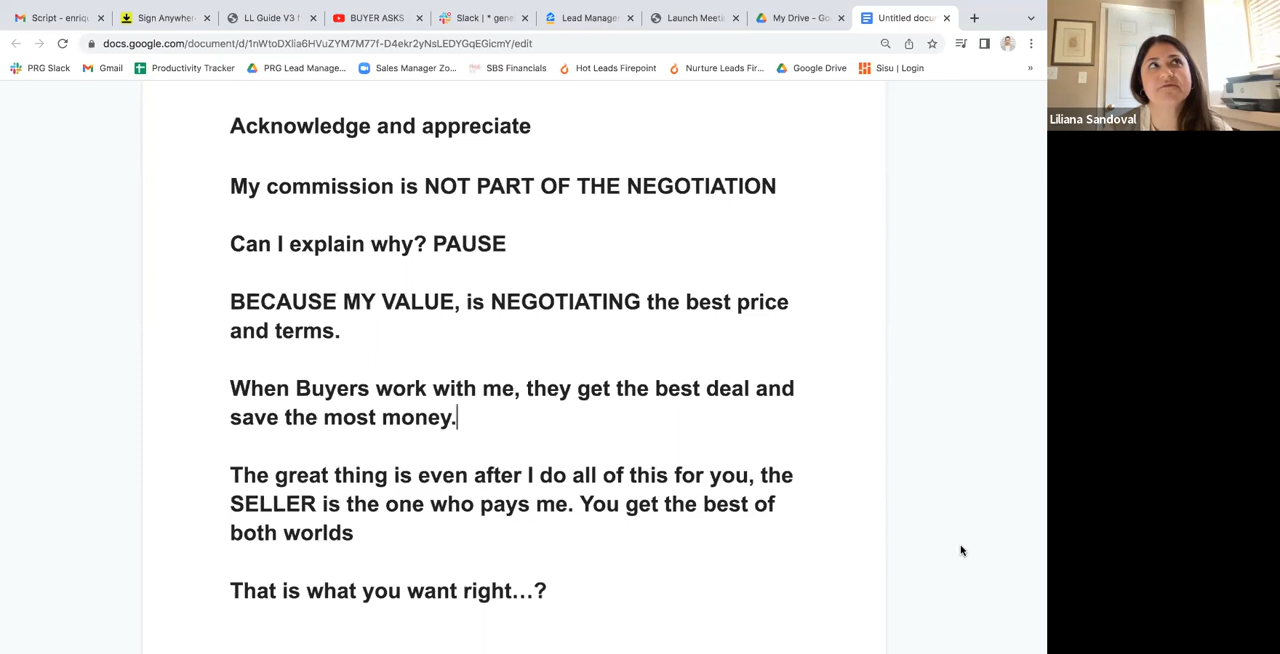 Script - enriqu
Sign Anywher
LL Guide V3 f
BUYER ASKS
Slack | * gene
Lead Manage
Launch Meeti
My Drive - Go
Untitled docu
docs.google.com/document/d/1nWtoDXlia6HVuZYM7M77f-D4ekr2yNsLEDYGqEGicmY/edit
PRG Slack
Gmail
Productivity Tracker
PRG Lead Manage...
Sales Manager Zo...
SBS Financials
Hot Leads Firepoint
Nurture Leads Fir...
Google Drive
Sisu | Login
»
Liliana Sandoval
Acknowledge and appreciate
My commission is NOT PART OF THE NEGOTIATION
Can I explain why? PAUSE
BECAUSE MY VALUE, is NEGOTIATING the best price
and terms.
When Buyers work with me, they get the best deal and
save the most money.
The great thing is even after I do all of this for you, the
SELLER is the one who pays me. You get the best of
both worlds
That is what you want right…?